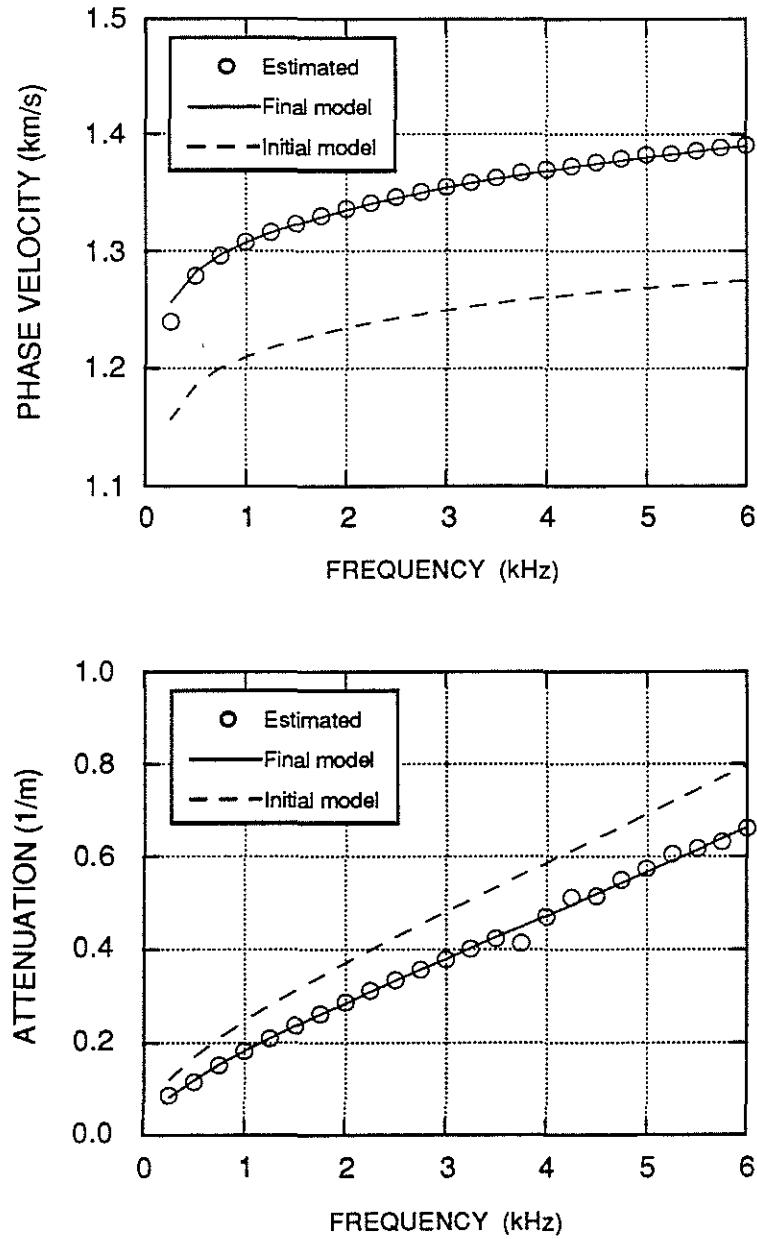 1.5
1.4
1.3
1.2
1.1
PHASE VELOCITY (km/s)
Estimated
Final model
Initial model
0 1 2 3 4 5 6
FREQUENCY (kHz)
1.0
0.8
0.6
0.4
0.2
0.0
ATTENUATION (1/m)
Estimated
Final model
Initial model
0 1 2 3 4 5 6
FREQUENCY (kHz)